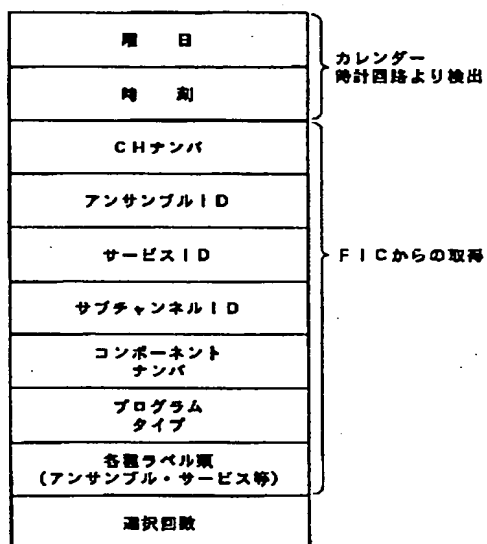 曜 日
時 刻
CHナンバ
アンサンブルID
サービスID
サブチャンネルID
コンポーネント
ナンバ
プログラム
タイプ
各種ラベル類
(アンサンブル・サービス等)
選択回数
カレンダー
時計回路より検出
FICからの取得